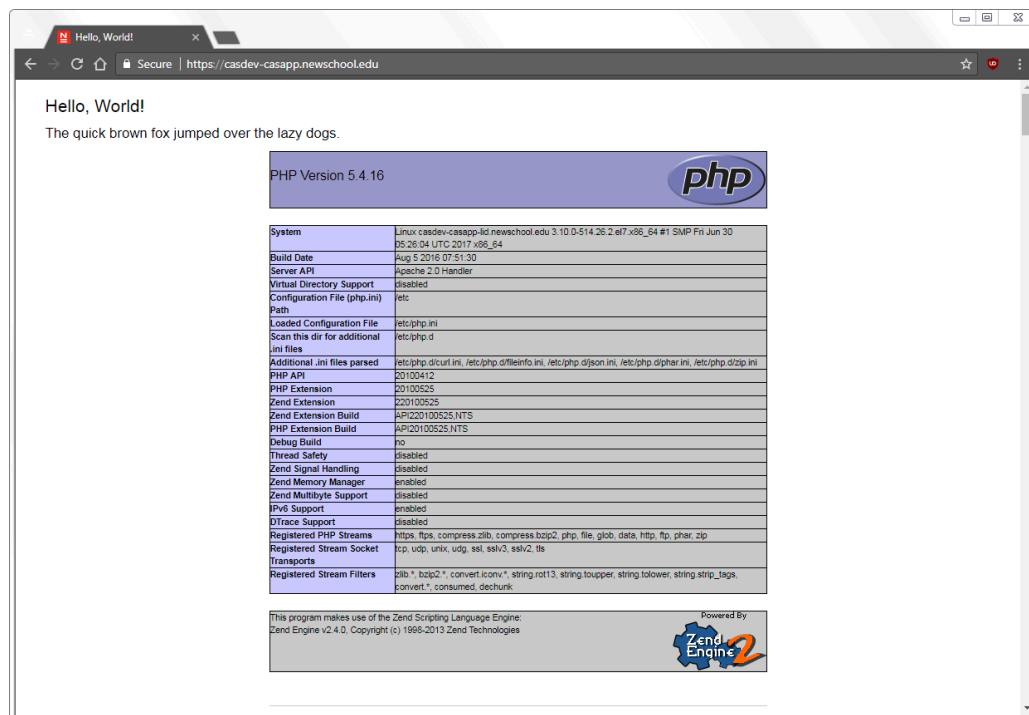 Hello, World!
Secure | https://casdev-casapp.newschool.edu
Hello, World!
The quick brown fox jumped over the lazy dogs.
PHP Version 5.4.16
php
System Linux casdev-casapp-lid.newschool.edu 3.10.0-514.26.2.el7.x86_64 #1 SMP Fri Jun 30
05:26:04 UTC 2017 x86_64
Build Date Aug 5 2016 07:51:30
Server API Apache 2.0 Handler
Virtual Directory Support disabled
Configuration File (php.ini) /etc
Path
Loaded Configuration File /etc/php.ini
Scan this dir for additional /etc/php.d
.ini files
Additional .ini files parsed /etc/php.d/curl.ini, /etc/php.d/fileinfo.ini, /etc/php.d/json.ini, /etc/php.d/phar.ini, /etc/php.d/zip.ini
PHP API 20100412
PHP Extension 20100525
Zend Extension 220100525
Zend Extension Build API220100525,NTS
PHP Extension Build API20100525,NTS
Debug Build no
Thread Safety disabled
Zend Signal Handling disabled
Zend Memory Manager enabled
Zend Multibyte Support disabled
IPv6 Support enabled
DTrace Support disabled
Registered PHP Streams https, ftps, compress.zlib, compress.bzip2, php, file, glob, data, http, ftp, phar, zip
Registered Stream Socket tcp, udp, unix, udg, ssl, sslv3, sslv2, tls
Transports
Registered Stream Filters zlib.*, bzip2.*, convert.iconv.*, string.rot13, string.toupper, string.tolower, string.strip_tags,
convert.*, consumed, dechunk
This program makes use of the Zend Scripting Language Engine:
Zend Engine v2.4.0, Copyright (c) 1998-2013 Zend Technologies
Powered By
Zend
Engine 2